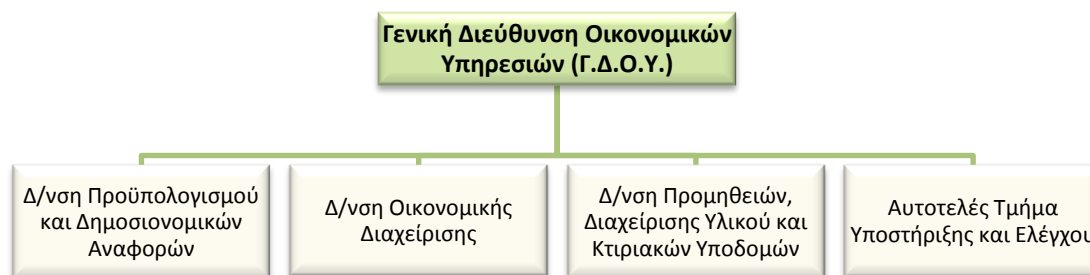 Γενική Διεύθυνση Οικονομικών
Υπηρεσιών (Γ.Δ.Ο.Υ.)
Δ/νση Προϋπολογισμού
και Δημοσιονομικών
Αναφορών
Δ/νση Οικονομικής
Διαχείρισης
Δ/νση Προμηθειών,
Διαχείρισης Υλικού και
Κτιριακών Υποδομών
Αυτοτελές Τμήμα
Υποστήριξης και Ελέγχου